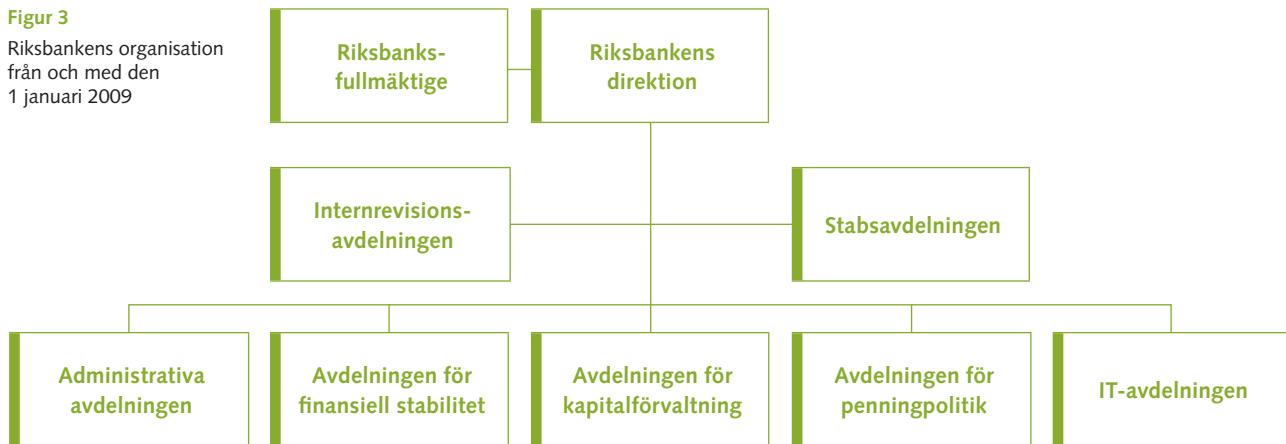 Figur 3
Riksbankens organisation
från och med den
1 januari 2009
Riksbanks-
fullmäktige
Riksbankens
direktion
Internrevisions-
avdelningen
Stabsavdelningen
Administrativa
avdelningen
Avdelningen för
finansiell stabilitet
Avdelningen för
kapitalförvaltning
Avdelningen för
penningpolitik
IT-avdelningen